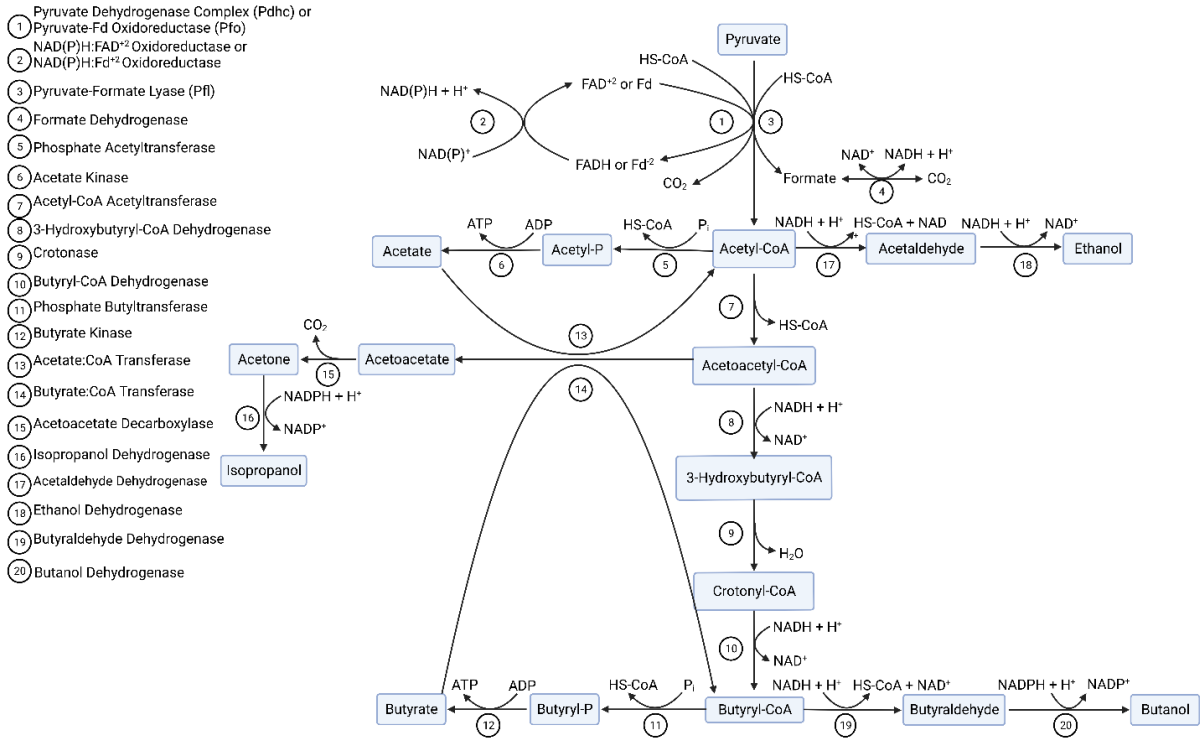 1 Pyruvate Dehydrogenase Complex (Pdhc) or
Pyruvate-Fd Oxidoreductase (Pfo)
2 NAD(P)H:FAD⁺² Oxidoreductase or
NAD(P)H:Fd⁺² Oxidoreductase
3 Pyruvate-Formate Lyase (Pfl)
4 Formate Dehydrogenase
5 Phosphate Acetyltransferase
6 Acetate Kinase
7 Acetyl-CoA Acetyltransferase
8 3-Hydroxybutyryl-CoA Dehydrogenase
9 Crotonase
10 Butyryl-CoA Dehydrogenase
11 Phosphate Butyltransferase
12 Butyrate Kinase
13 Acetate:CoA Transferase
14 Butyrate:CoA Transferase
15 Acetoacetate Decarboxylase
16 Isopropanol Dehydrogenase
17 Acetaldehyde Dehydrogenase
18 Ethanol Dehydrogenase
19 Butyraldehyde Dehydrogenase
20 Butanol Dehydrogenase
Pyruvate
HS-CoA
HS-CoA
FAD⁺² or Fd
NAD(P)H + H⁺
2
1
3
NAD(P)⁺
FADH or Fd⁻²
CO₂
Formate
NAD⁺
NADH + H⁺
4
CO₂
Acetate
ATP
ADP
6
Acetyl-P
HS-CoA
Pᵢ
5
Acetyl-CoA
NADH + H⁺
HS-CoA + NAD
+
17
Acetaldehyde
NADH + H⁺
NAD⁺
18
Ethanol
7
HS-CoA
13
CO₂
Acetone
15
Acetoacetate
Acetoacetyl-CoA
14
16
NADPH + H⁺
NADP⁺
Isopropanol
8
NADH + H⁺
NAD⁺
3-Hydroxybutyryl-CoA
9
H₂O
Crotonyl-CoA
10
NADH + H⁺
NAD⁺
Butyrate
ATP
ADP
12
Butyryl-P
HS-CoA
Pᵢ
11
Butyryl-CoA
NADH + H⁺
HS-CoA + NAD⁺
19
Butyraldehyde
NADPH + H⁺
NADP⁺
20
Butanol